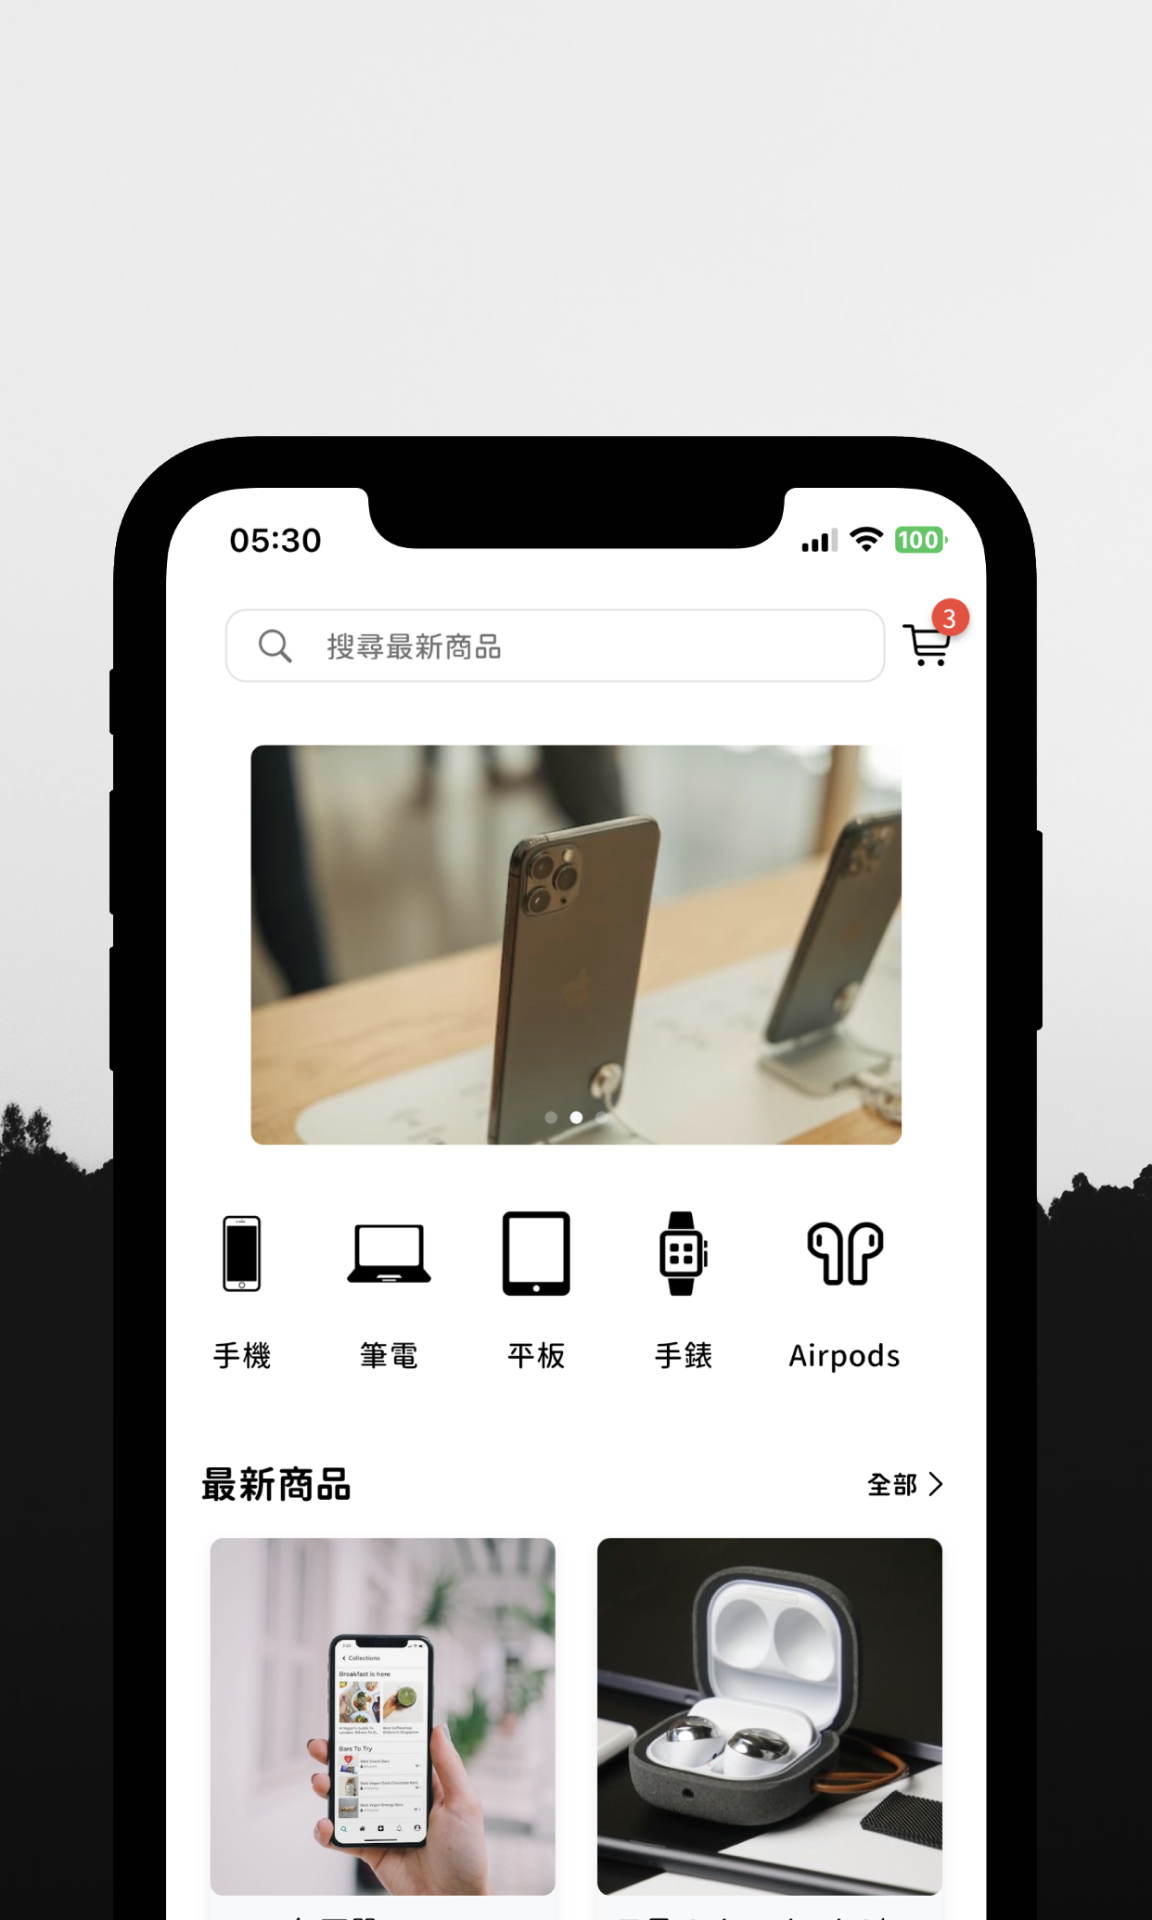 05:30
100
搜尋最新商品
3
手機 筆電 平板 手錶 Airpods
最新商品
全部
Collections
Breakfast is here
Bars To Try